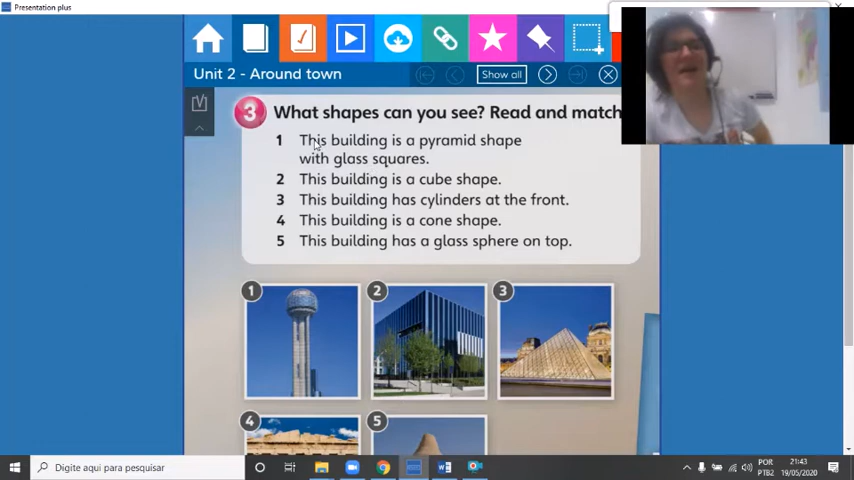 Presentation plus
Unit 2 - Around town
Show all
3 What shapes can you see? Read and match
1 This building is a pyramid shape
with glass squares.
2 This building is a cube shape.
3 This building has cylinders at the front.
4 This building is a cone shape.
5 This building has a glass sphere on top.
1
2
3
4
5
Digite aqui para pesquisar
POR
PTB2
21:43
19/05/2020